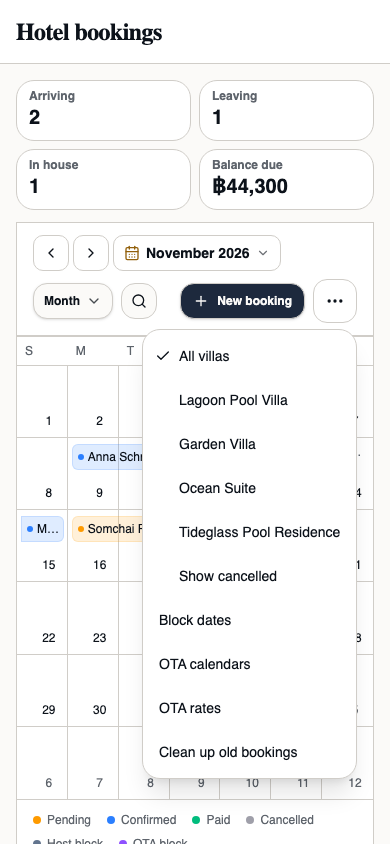 Hotel bookings
Arriving
2
Leaving
1
In house
1
Balance due
฿44,300
November 2026
Month
New booking
S M T
All villas
Lagoon Pool Villa
Garden Villa
Ocean Suite
Tideglass Pool Residence
Show cancelled
Block dates
OTA calendars
OTA rates
Clean up old bookings
1 2
Anna Schr
8 9 4
M… Somchai
15 16 1
22 23 8
29 30
6 7 8 9 10 11 12
Pending Confirmed Paid Cancelled
Host block OTA block